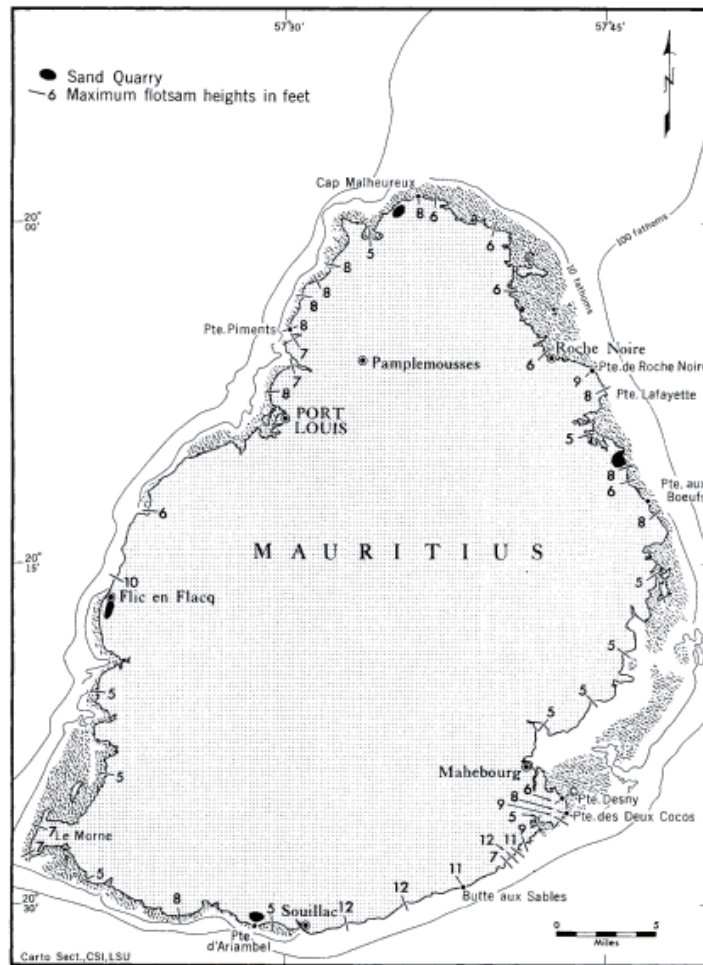 57°30'
57°45'
Sand Quarry
6 Maximum flotsam heights in feet
N
Cap Malheureux
20°
00'
8
6
5
6
100 fathoms
8
10 fathoms
8
6
8
Pte. Piments
8
7
Roche Noire
6
Pamplemousses
Pte. de Roche Noire
7
9
8
8
Pte. Lafayette
PORT
LOUIS
5
8
6
Pte. aux
Boeufs
6
8
20°
15'
MAURITIUS
10
5
Flic en Flacq
5
5
5
5
5
Mahebourg
5
6
8
Pte. Desny
9
Pte. des Deux Cocos
5
7
Le Morne
9
12
11
7
7
5
11
12
Butte aux Sables
20°
30'
8
5
Souillac
12
Pte.
d'Ariambel
0
5
Miles
Carto Sect., CSI, LSU